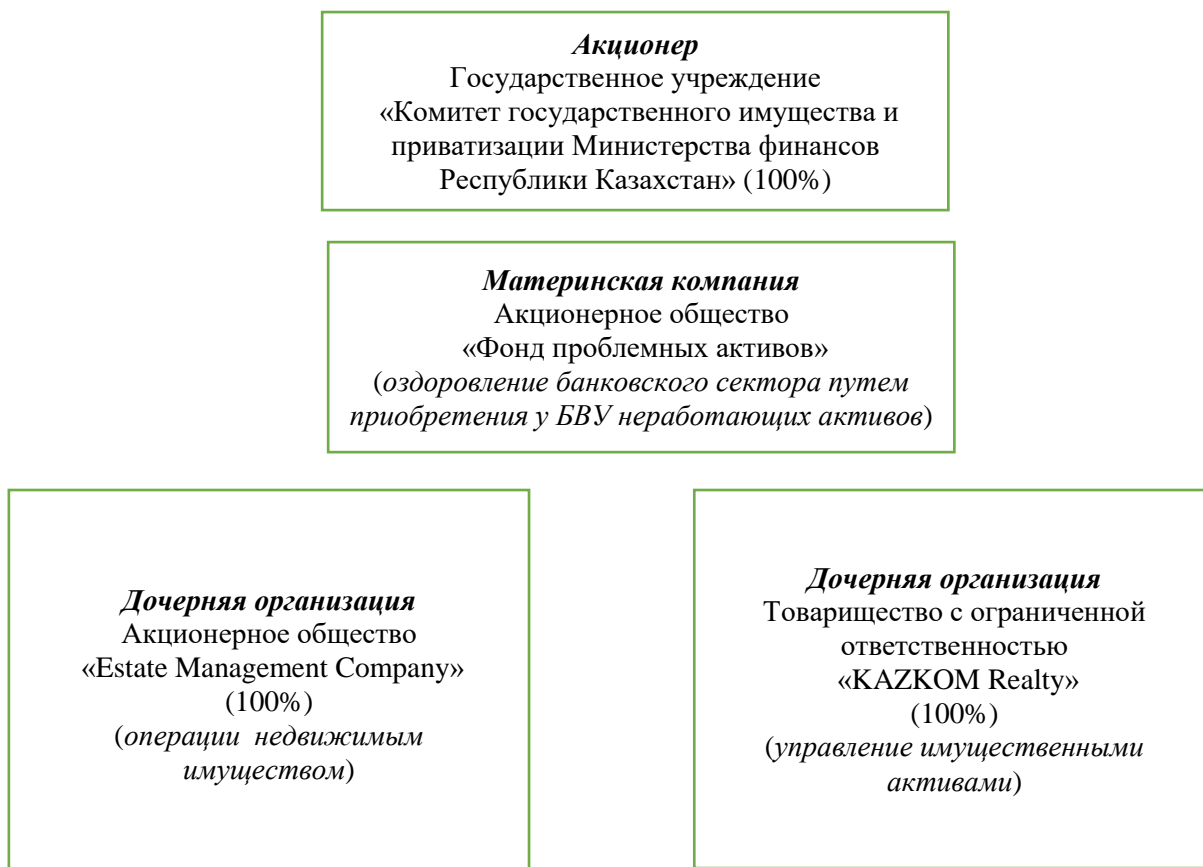 Акционер
Государственное учреждение
«Комитет государственного имущества и
приватизации Министерства финансов
Республики Казахстан» (100%)
Материнская компания
Акционерное общество
«Фонд проблемных активов»
(оздоровление банковского сектора путем
приобретения у БВУ неработающих активов)
Дочерняя организация
Акционерное общество
«Estate Management Company»
(100%)
(операции недвижимым
имуществом)
Дочерняя организация
Товарищество с ограниченной
ответственностью
«KAZKOM Realty»
(100%)
(управление имущественными
активами)